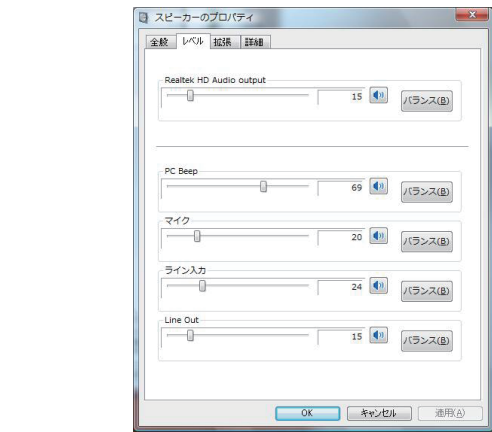 スピーカーのプロパティ
全般 レベル 拡張 詳細
Realtek HD Audio output
15 バランス(B)
PC Beep
69 バランス(B)
マイク
20 バランス(B)
ライン入力
24 バランス(B)
Line Out
15 バランス(B)
OK キャンセル 適用(A)